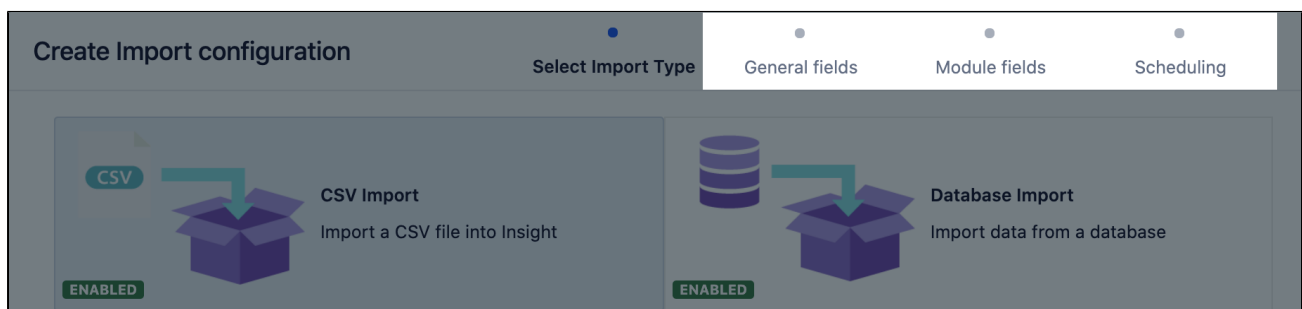 Create Import configuration
Select Import Type
General fields
Module fields
Scheduling
CSV
CSV Import
Import a CSV file into Insight
ENABLED
Database Import
Import data from a database
ENABLED